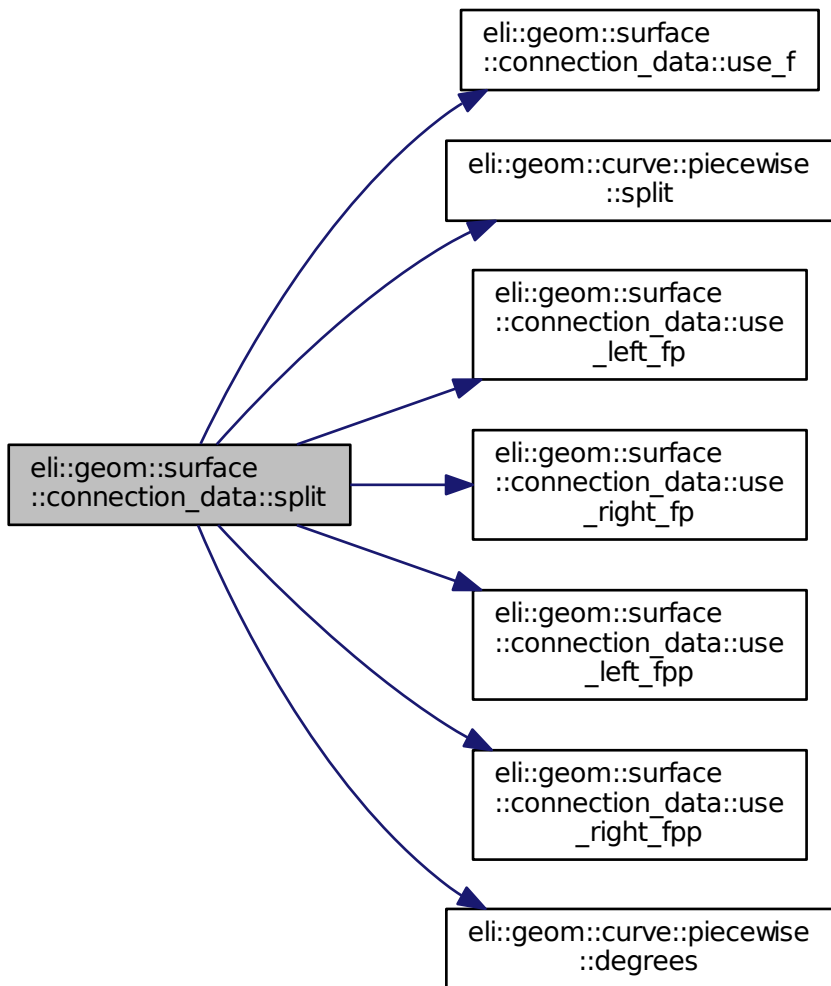 eli::geom::surface
::connection_data::use_f
eli::geom::curve::piecewise
::split
eli::geom::surface
::connection_data::use
_left_fp
eli::geom::surface
::connection_data::split
eli::geom::surface
::connection_data::use
_right_fp
eli::geom::surface
::connection_data::use
_left_fpp
eli::geom::surface
::connection_data::use
_right_fpp
eli::geom::curve::piecewise
::degrees